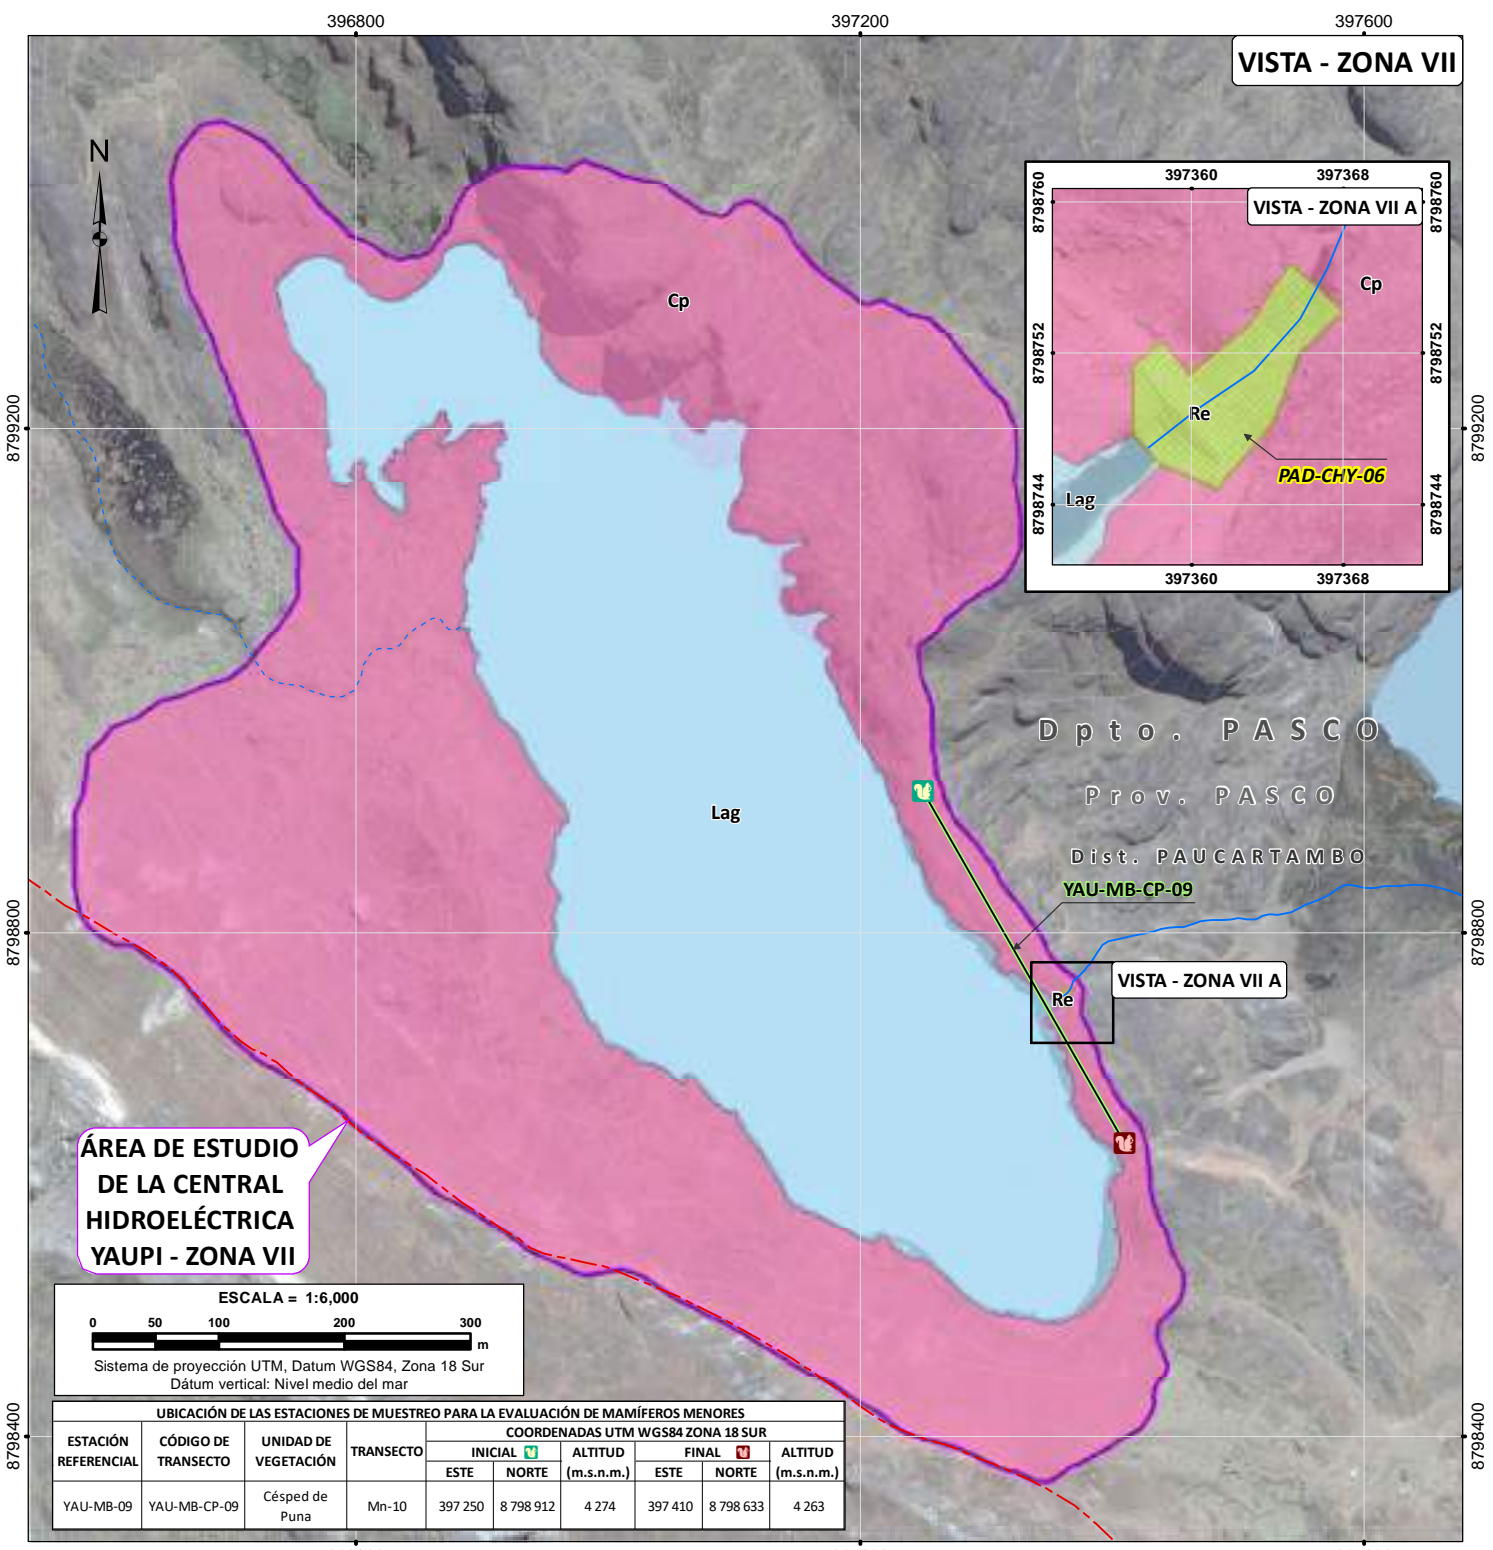 396800 397200 397600
VISTA - ZONA VII
N
397360 397368
8798760 8798760
VISTA - ZONA VII A
Cp
8798752 8798752
Re
PAD-CHY-06
8798744 8798744
Lag
397360 397368
Cp
8799200 8799200
Dpto. PASCO
Prov. PASCO
Dist. PAUCARTAMBO
Lag
YAU-MB-CP-09
8798800 8798800
VISTA - ZONA VII A
Re
ÁREA DE ESTUDIO
DE LA CENTRAL
HIDROELÉCTRICA
YAUPI - ZONA VII
ESCALA = 1:6,000
0 50 100 200 300
m
Sistema de proyección UTM, Datum WGS84, Zona 18 Sur
Dátum vertical: Nivel medio del mar
8798400 8798400
UBICACIÓN DE LAS ESTACIONES DE MUESTREO PARA LA EVALUACIÓN DE MAMÍFEROS MENORES
ESTACIÓN REFERENCIAL CÓDIGO DE TRANSECTO UNIDAD DE VEGETACIÓN TRANSECTO COORDENADAS UTM WGS84 ZONA 18 SUR
INICIAL ALTITUD (m.s.n.m.) FINAL ALTITUD (m.s.n.m.)
ESTE NORTE ESTE NORTE
YAU-MB-09 YAU-MB-CP-09 Césped de Puna Mn-10 397 250 8 798 912 4 274 397 410 8 798 633 4 263